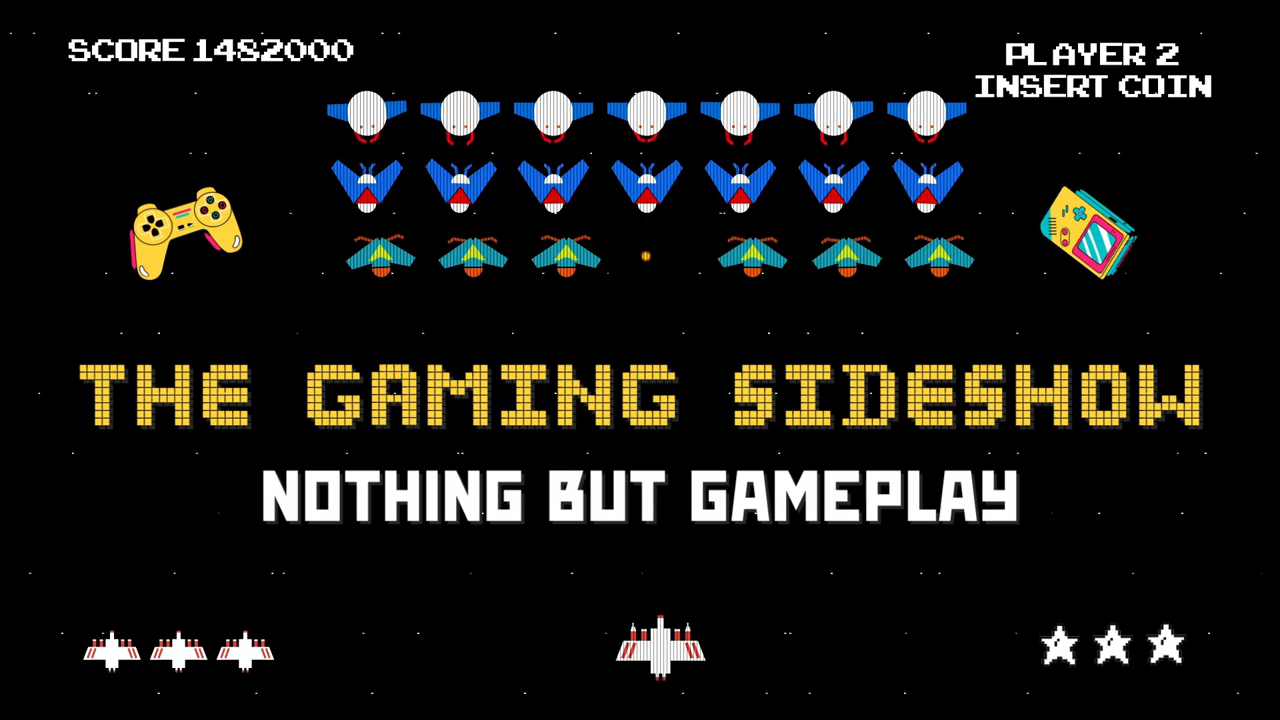 SCORE 1482000
PLAYER 2
INSERT COIN
THE GAMING SIDESHOW
NOTHING BUT GAMEPLAY